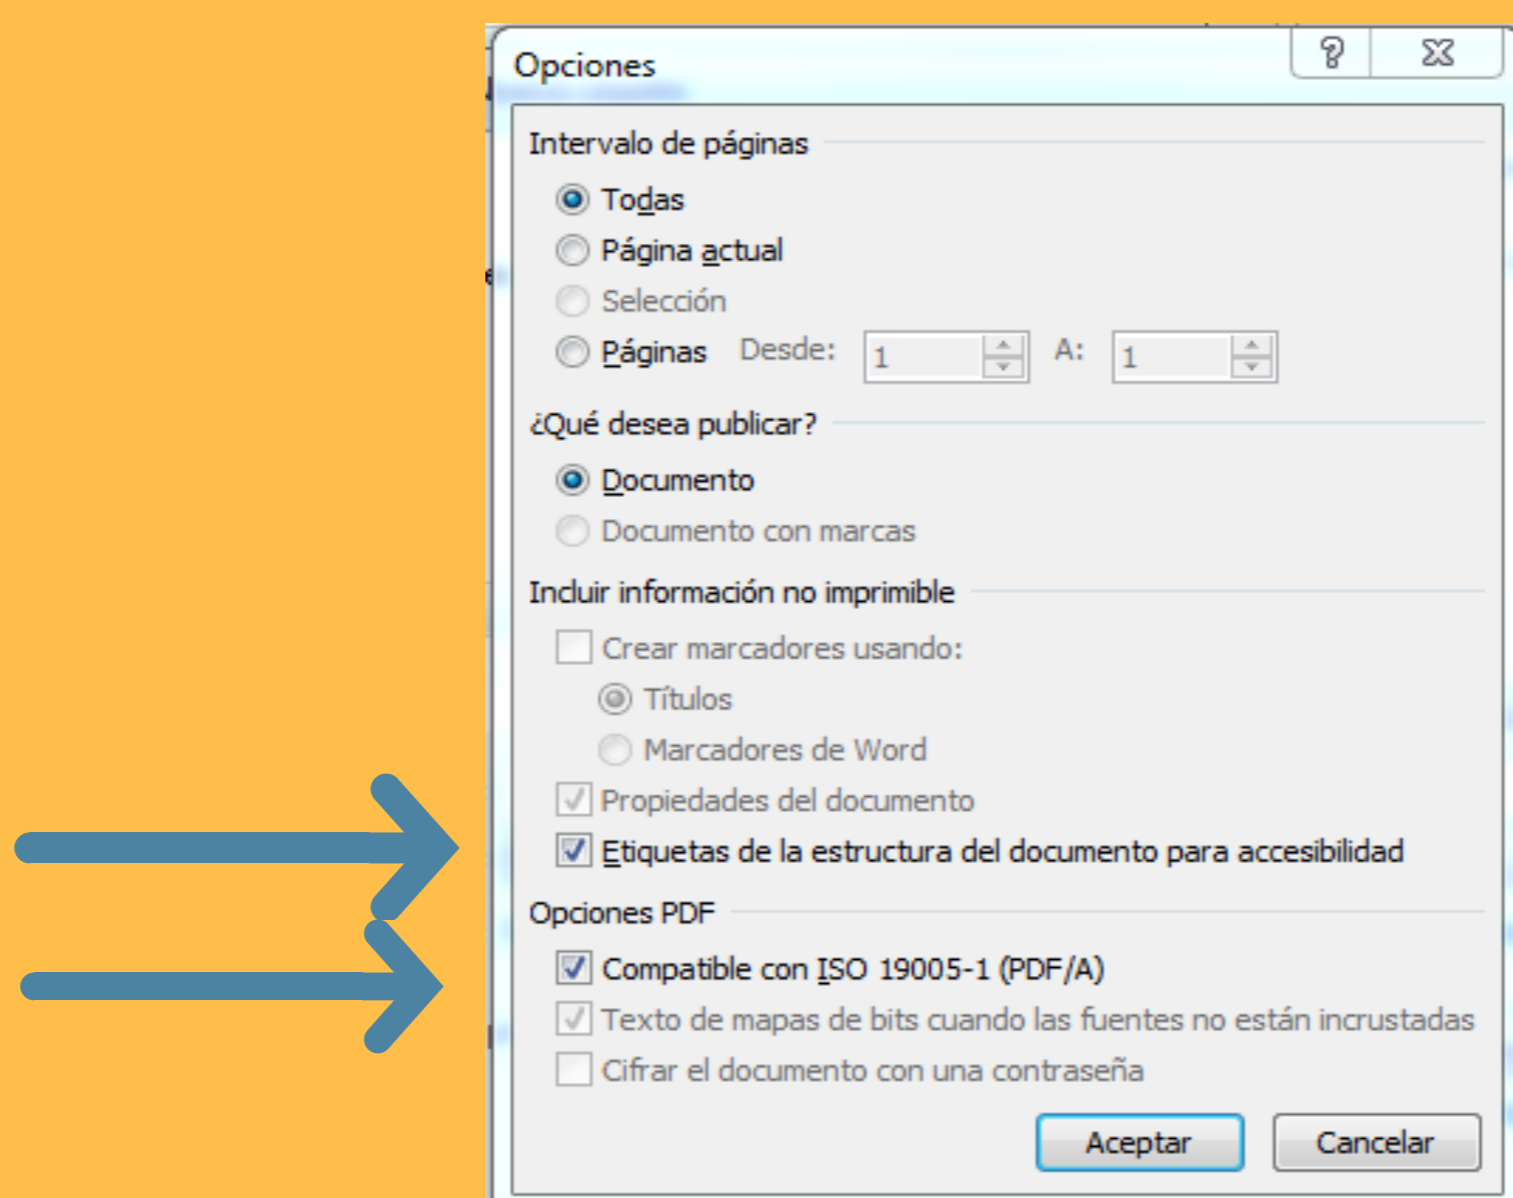 Opciones
Intervalo de páginas
Todas
Página actual
Selección
Páginas Desde: 1 A: 1
¿Qué desea publicar?
Documento
Documento con marcas
Incluir información no imprimible
Crear marcadores usando:
Títulos
Marcadores de Word
Propiedades del documento
Etiquetas de la estructura del documento para accesibilidad
Opciones PDF
Compatible con ISO 19005-1 (PDF/A)
Texto de mapas de bits cuando las fuentes no están incrustadas
Cifrar el documento con una contraseña
Aceptar Cancelar